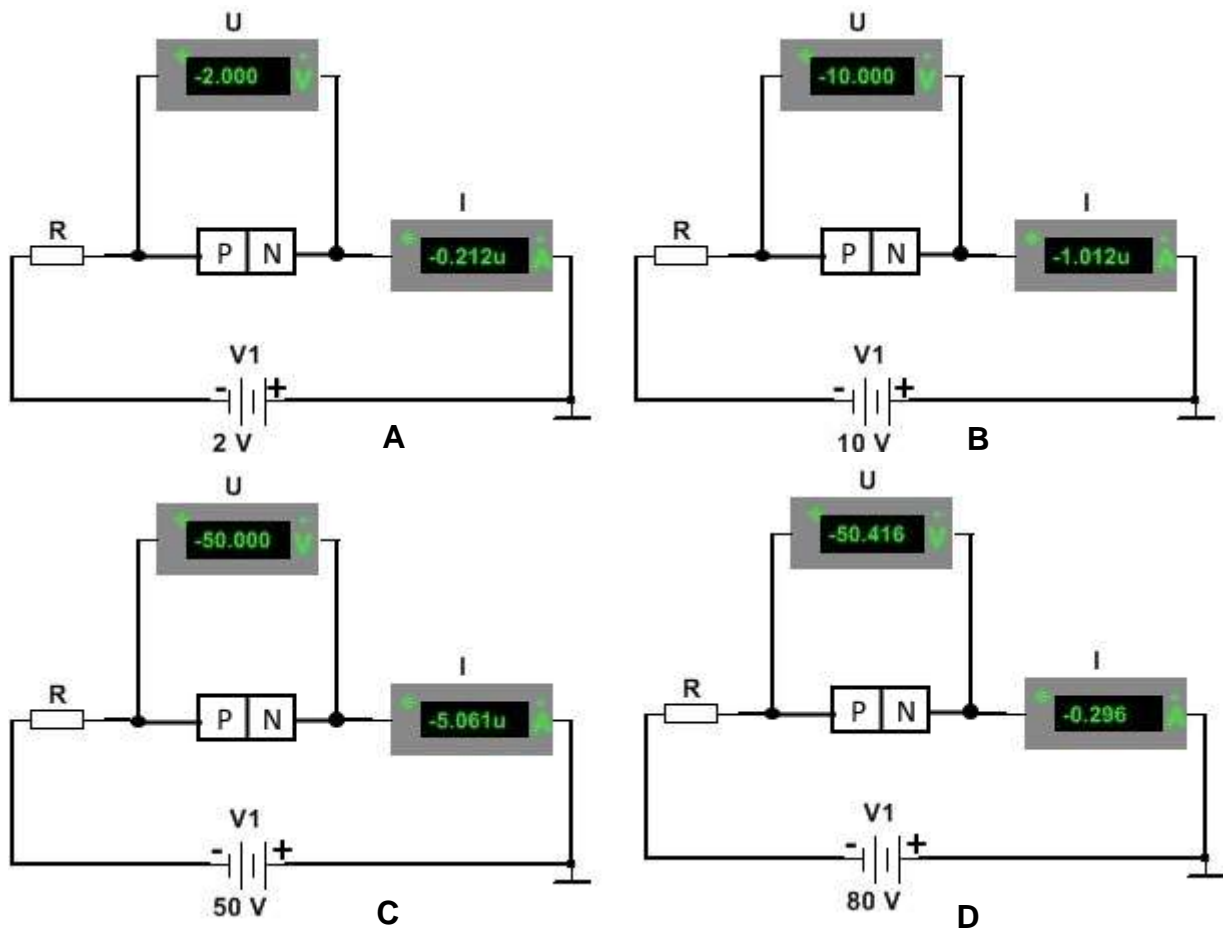 U
+ -2.000 - V
R
P N
I
+ -0.212u - A
V1
- +
2 V
A
U
+ -10.000 - V
R
P N
I
+ -1.012u - A
V1
- +
10 V
B
U
+ -50.000 - V
R
P N
I
+ -5.061u - A
V1
- +
50 V
C
U
+ -50.416 - V
R
P N
I
+ -0.296 - A
V1
- +
80 V
D